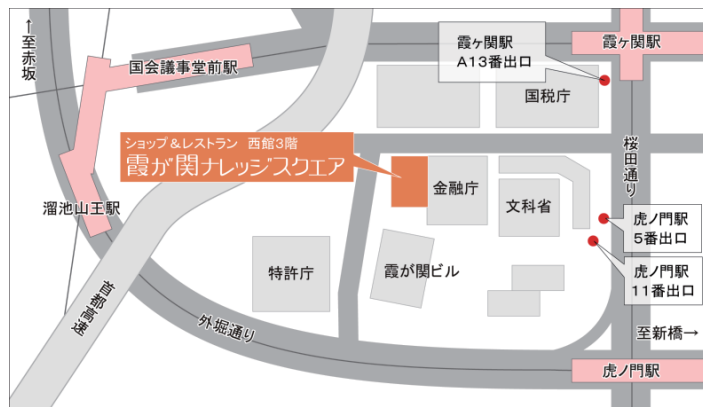 ←至赤坂
国会議事堂前駅
霞ヶ関駅
A13番出口
霞ヶ関駅
国税庁
ショップ&レストラン 西館3階
霞が関ナレッジスクエア
桜田通り
金融庁
文科省
溜池山王駅
虎ノ門駅
5番出口
特許庁
霞が関ビル
虎ノ門駅
11番出口
首都高速
外堀通り
至新橋→
虎ノ門駅